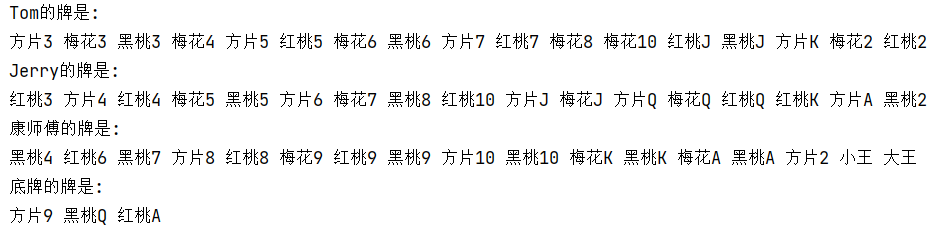 Tom的牌是:
方片3 梅花3 黑桃3 梅花4 方片5 红桃5 梅花6 黑桃6 方片7 红桃7 梅花8 梅花10 红桃J 黑桃J 方片K 梅花2 红桃2
Jerry的牌是:
红桃3 方片4 红桃4 梅花5 黑桃5 方片6 梅花7 黑桃8 红桃10 方片J 梅花J 方片Q 梅花Q 红桃Q 红桃K 方片A 黑桃2
康师傅的牌是:
黑桃4 红桃6 黑桃7 方片8 红桃8 梅花9 红桃9 黑桃9 方片10 黑桃10 梅花K 黑桃K 梅花A 黑桃A 方片2 小王 大王
底牌的牌是:
方片9 黑桃Q 红桃A